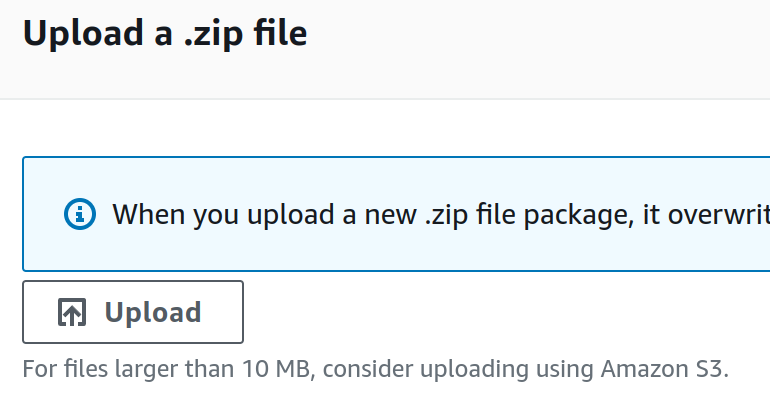 Upload a .zip file
When you upload a new .zip file package, it overwrit
Upload
For files larger than 10 MB, consider uploading using Amazon S3.